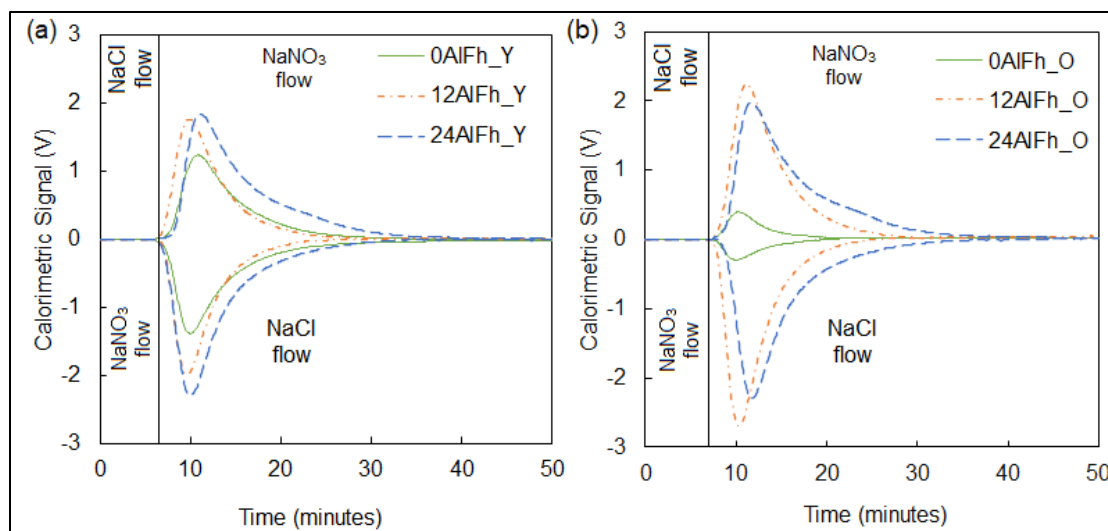 (a)
NaCl
flow
NaNO₃
flow
0AlFh_Y
12AlFh_Y
24AlFh_Y
3
2
1
0
-1
-2
-3
Calorimetric Signal (V)
NaNO₃
flow
NaCl
flow
0
10
20
30
40
50
Time (minutes)
(b)
NaCl
flow
NaNO₃
flow
0AlFh_O
12AlFh_O
24AlFh_O
3
2
1
0
-1
-2
-3
Calorimetric Signal (V)
NaNO₃
flow
NaCl
flow
0
10
20
30
40
50
Time (minutes)